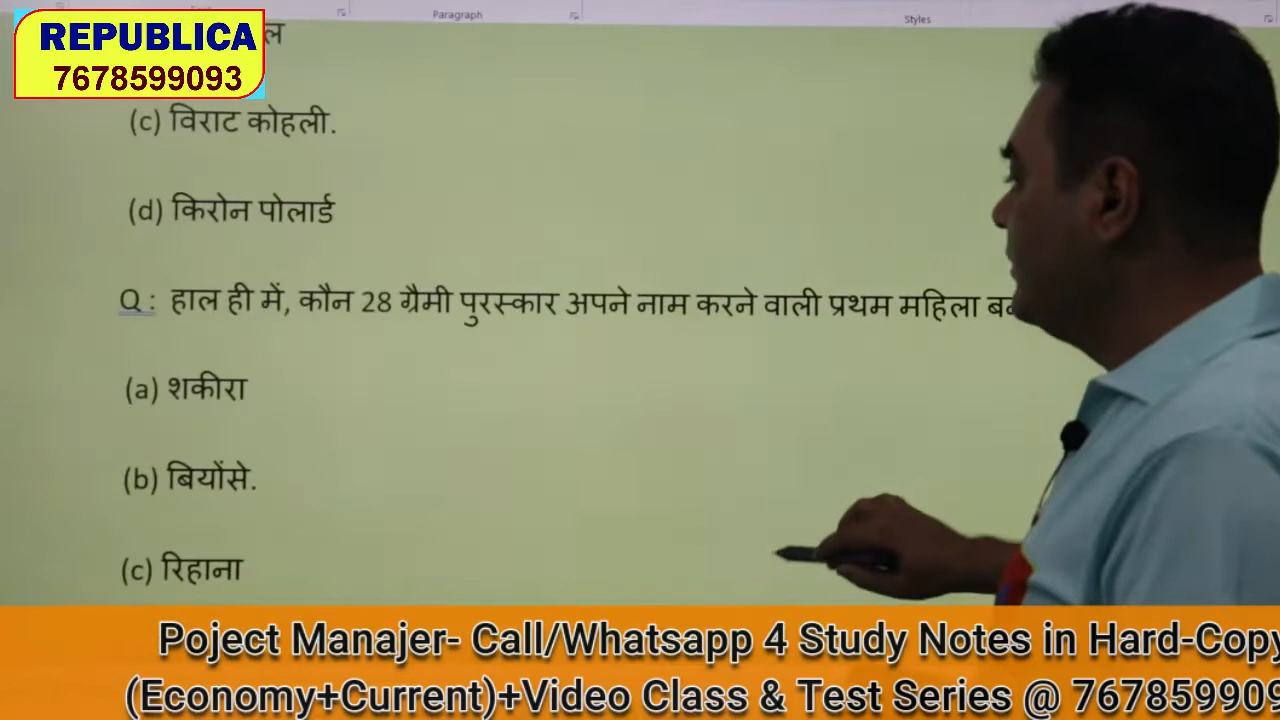 Paragraph
Styles
REPUBLICA
7678599093
(c) विराट कोहली.
(d) किरोन पोलार्ड
Q : हाल ही में, कौन 28 ग्रैमी पुरस्कार अपने नाम करने वाली प्रथम महिला
(a) शकीरा
(b) बियोंसे.
(c) रिहाना
Poject Manajer- Call/Whatsapp 4 Study Notes in Hard-Copy
(Economy+Current)+Video Class & Test Series @ 767859909